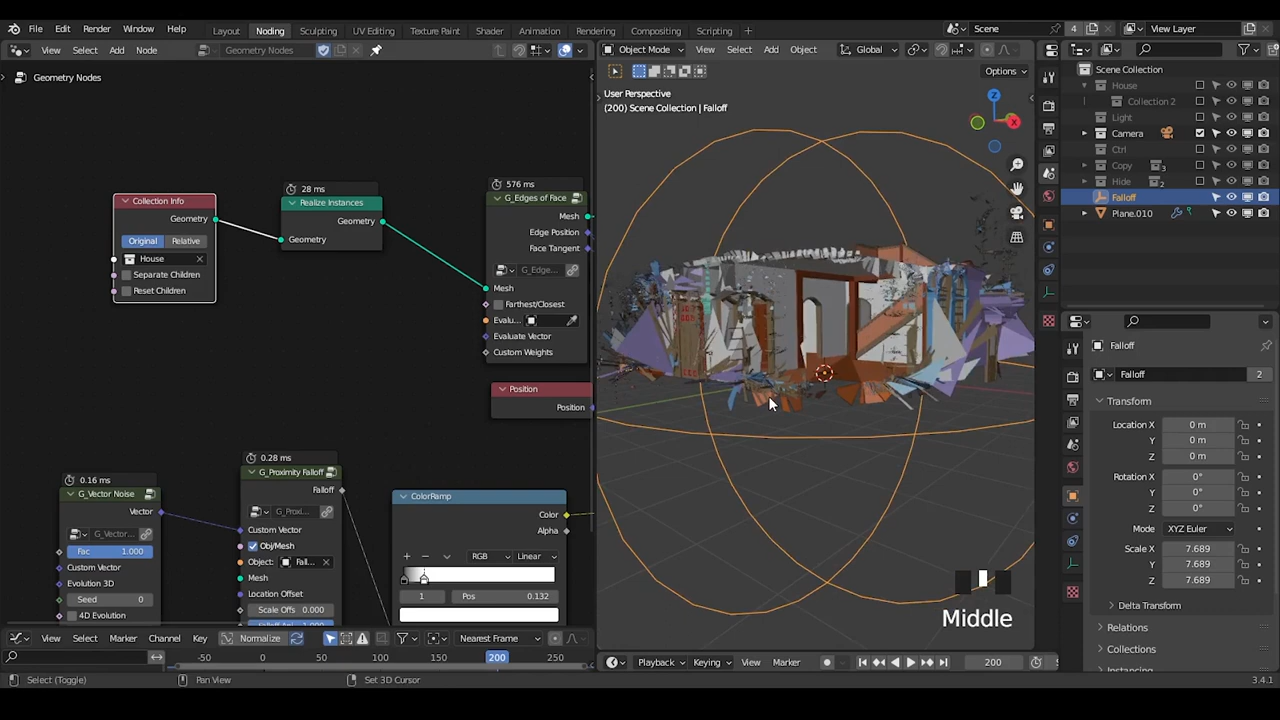 File Edit Render Window Help
Layout Noding Sculpting UV Editing Texture Paint Shader Animation Rendering Compositing Scripting +
Scene 4 View Layer
View Select Add Node Geometry Nodes
Object Mode View Select Add Object Global
Options
Geometry Nodes
User Perspective
(200) Scene Collection | Falloff
Z
X
Scene Collection
House
Collection 2
Light
Camera
Ctrl
Copy 3
Hide 2
Falloff
Plane.010
Collection Info
Geometry
Original Relative
House
Separate Children
Reset Children
28 ms
Realize Instances
Geometry
Geometry
576 ms
G_Edges of Face
Mesh
Edge Position
Face Tangent
G_Edge...
Mesh
Farthest/Closest
Evalu...
Evaluate Vector
Custom Weights
Position
Position
0.16 ms
G_Vector Noise
Vector
G_Vector...
Fac 1.000
Custom Vector
Evolution 3D
Seed 0
4D Evolution
0.28 ms
G_Proximity Falloff
Falloff
G_Proxi...
Custom Vector
Obj/Mesh
Object: Fall...
Mesh
Location Offset
Scale Offs 0.000
ColorRamp
Color
Alpha
+ − RGB Linear
1 Pos 0.132
Falloff
Falloff 2
Transform
Location X 0 m
Y 0 m
Z 0 m
Rotation X 0°
Y 0°
Z 0°
Mode XYZ Euler
Scale X 7.689
Y 7.689
Z 7.689
Delta Transform
Relations
Collections
Instancing
Middle
View Select Marker Channel Key Normalize Nearest Frame
-50 0 50 100 150 200 250
Playback Keying View Marker 200
Select (Toggle) Pan View Set 3D Cursor 3.4.1